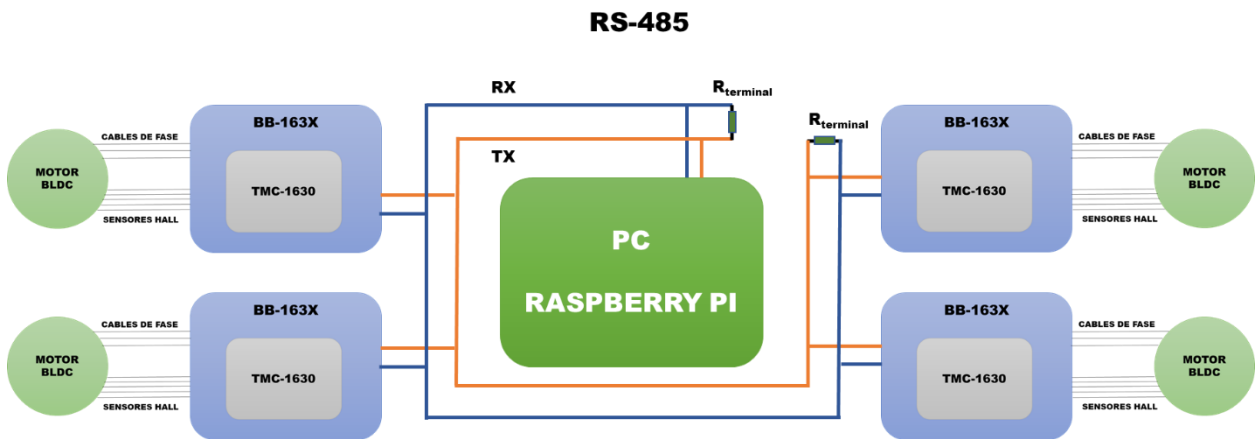 RS-485
RX
R terminal
BB-163X
CABLES DE FASE
MOTOR
BLDC
TMC-1630
SENSORES HALL
TX
R terminal
BB-163X
CABLES DE FASE
TMC-1630
MOTOR
BLDC
SENSORES HALL
PC
RASPBERRY PI
BB-163X
CABLES DE FASE
MOTOR
BLDC
TMC-1630
SENSORES HALL
BB-163X
CABLES DE FASE
TMC-1630
MOTOR
BLDC
SENSORES HALL